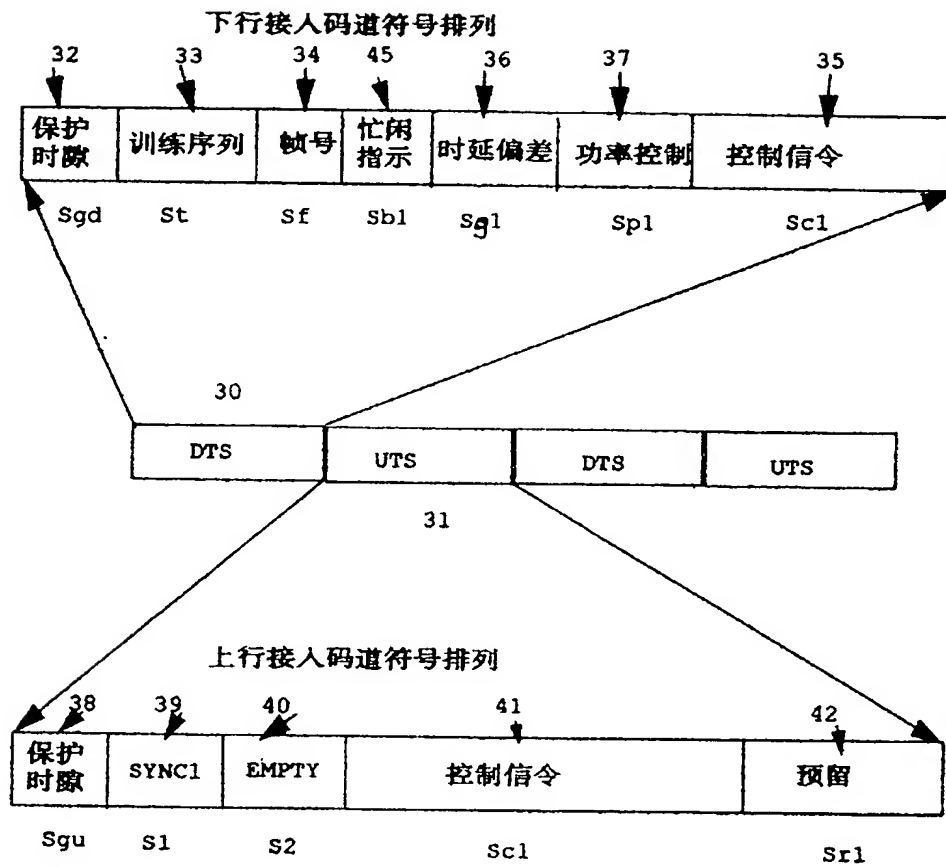 下行接入码道符号排列
32 33 34 45 36 37 35
保护时隙 训练序列 帧号 忙闲指示 时延偏差 功率控制 控制信令
Sgd St Sf Sb1 Sg1 Sp1 Sc1
30
DTS UTS DTS UTS
31
上行接入码道符号排列
38 39 40 41 42
保护时隙 SYNC1 EMPTY 控制信令 预留
Sgu S1 S2 Sc1 Sr1